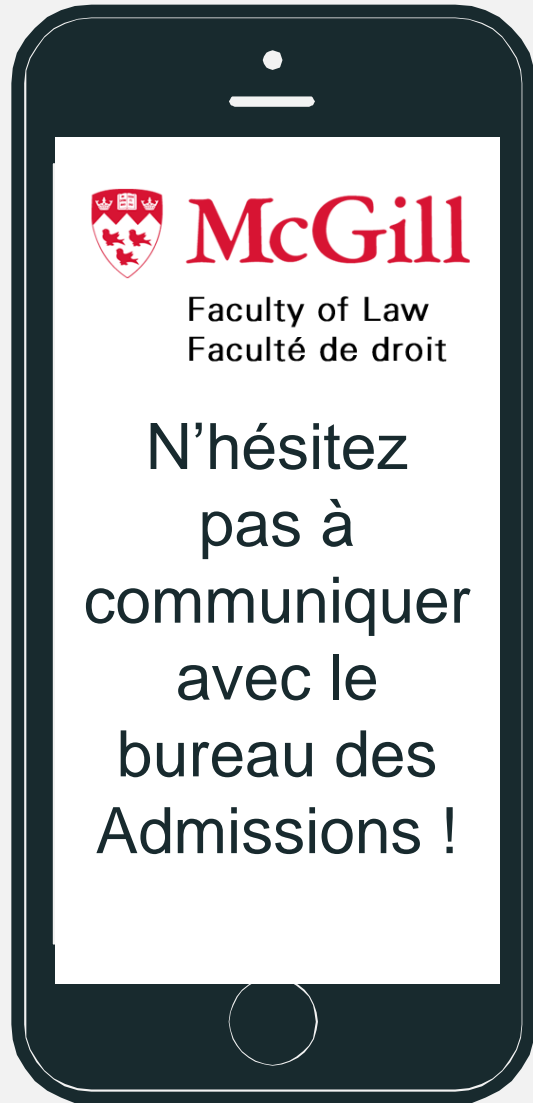 McGill
Faculty of Law
Faculté de droit
N’hésitez
pas à
communiquer
avec le
bureau des
Admissions !